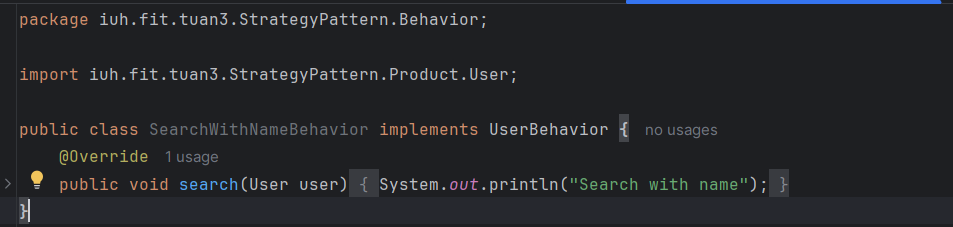 package iuh.fit.tuan3.StrategyPattern.Behavior;
import iuh.fit.tuan3.StrategyPattern.Product.User;
public class SearchWithNameBehavior implements UserBehavior { no usages
@Override 1 usage
public void search(User user) { System.out.println("Search with name"); }
}